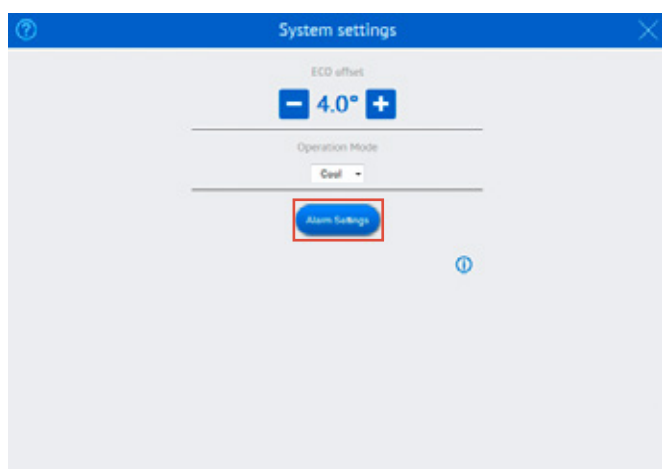 ?
System settings
ECO offset
4.0°
Operation Mode
Cool
Alarm Settings